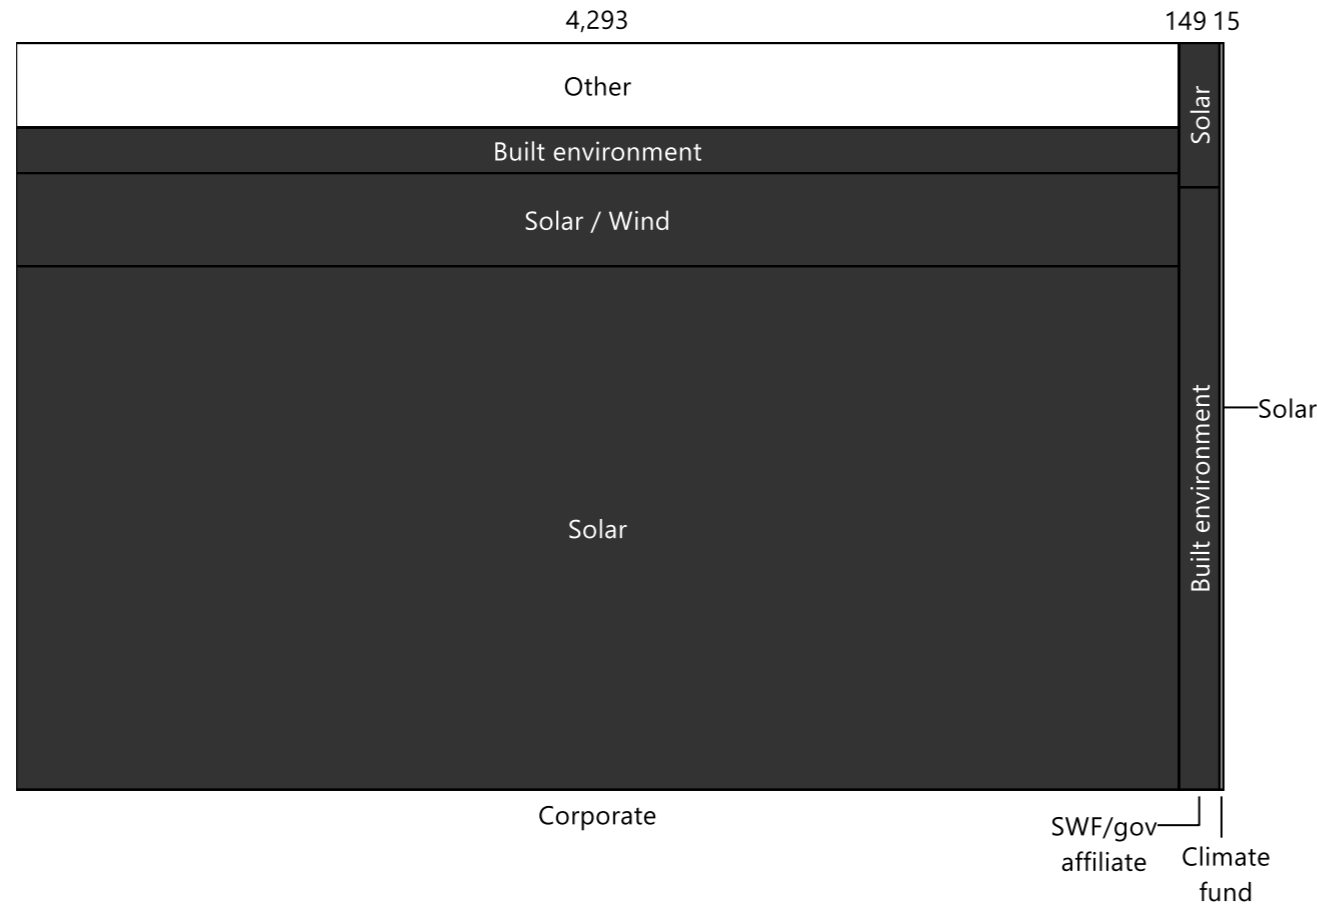 4,293
149
15
Other
Solar
Built environment
Solar / Wind
Built environment
Solar
Solar
Corporate
SWF/gov
affiliate
Climate
fund